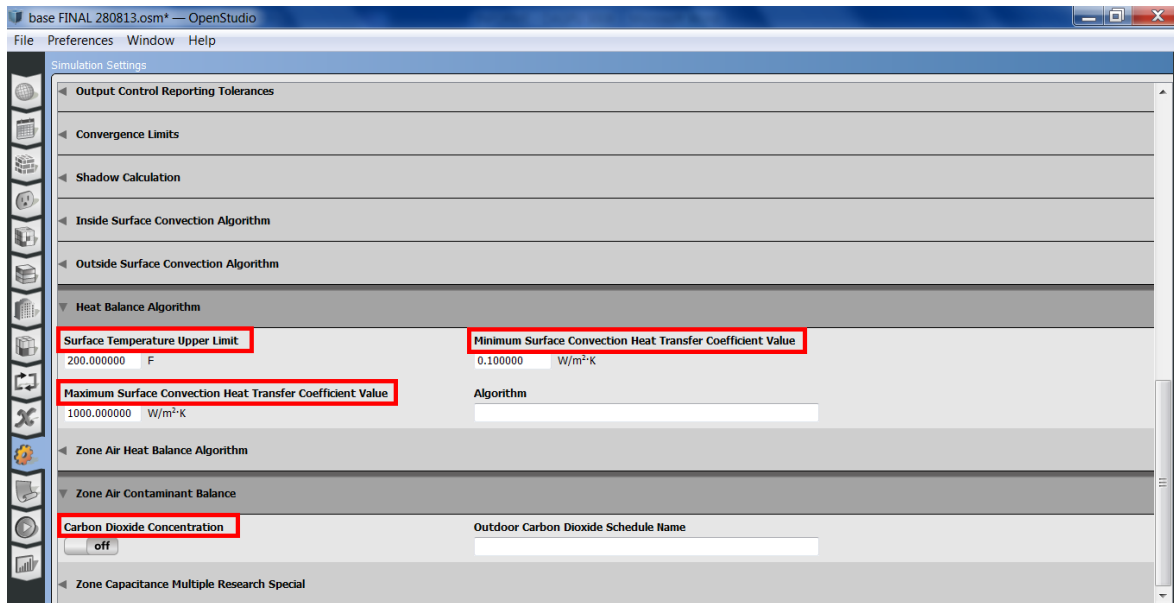 base FINAL 280813.osm* — OpenStudio
File Preferences Window Help
Simulation Settings
Output Control Reporting Tolerances
Convergence Limits
Shadow Calculation
Inside Surface Convection Algorithm
Outside Surface Convection Algorithm
Heat Balance Algorithm
Surface Temperature Upper Limit
200.000000 F
Minimum Surface Convection Heat Transfer Coefficient Value
0.100000 W/m²·K
Maximum Surface Convection Heat Transfer Coefficient Value
1000.000000 W/m²·K
Algorithm
Zone Air Heat Balance Algorithm
Zone Air Contaminant Balance
Carbon Dioxide Concentration
off
Outdoor Carbon Dioxide Schedule Name
Zone Capacitance Multiple Research Special